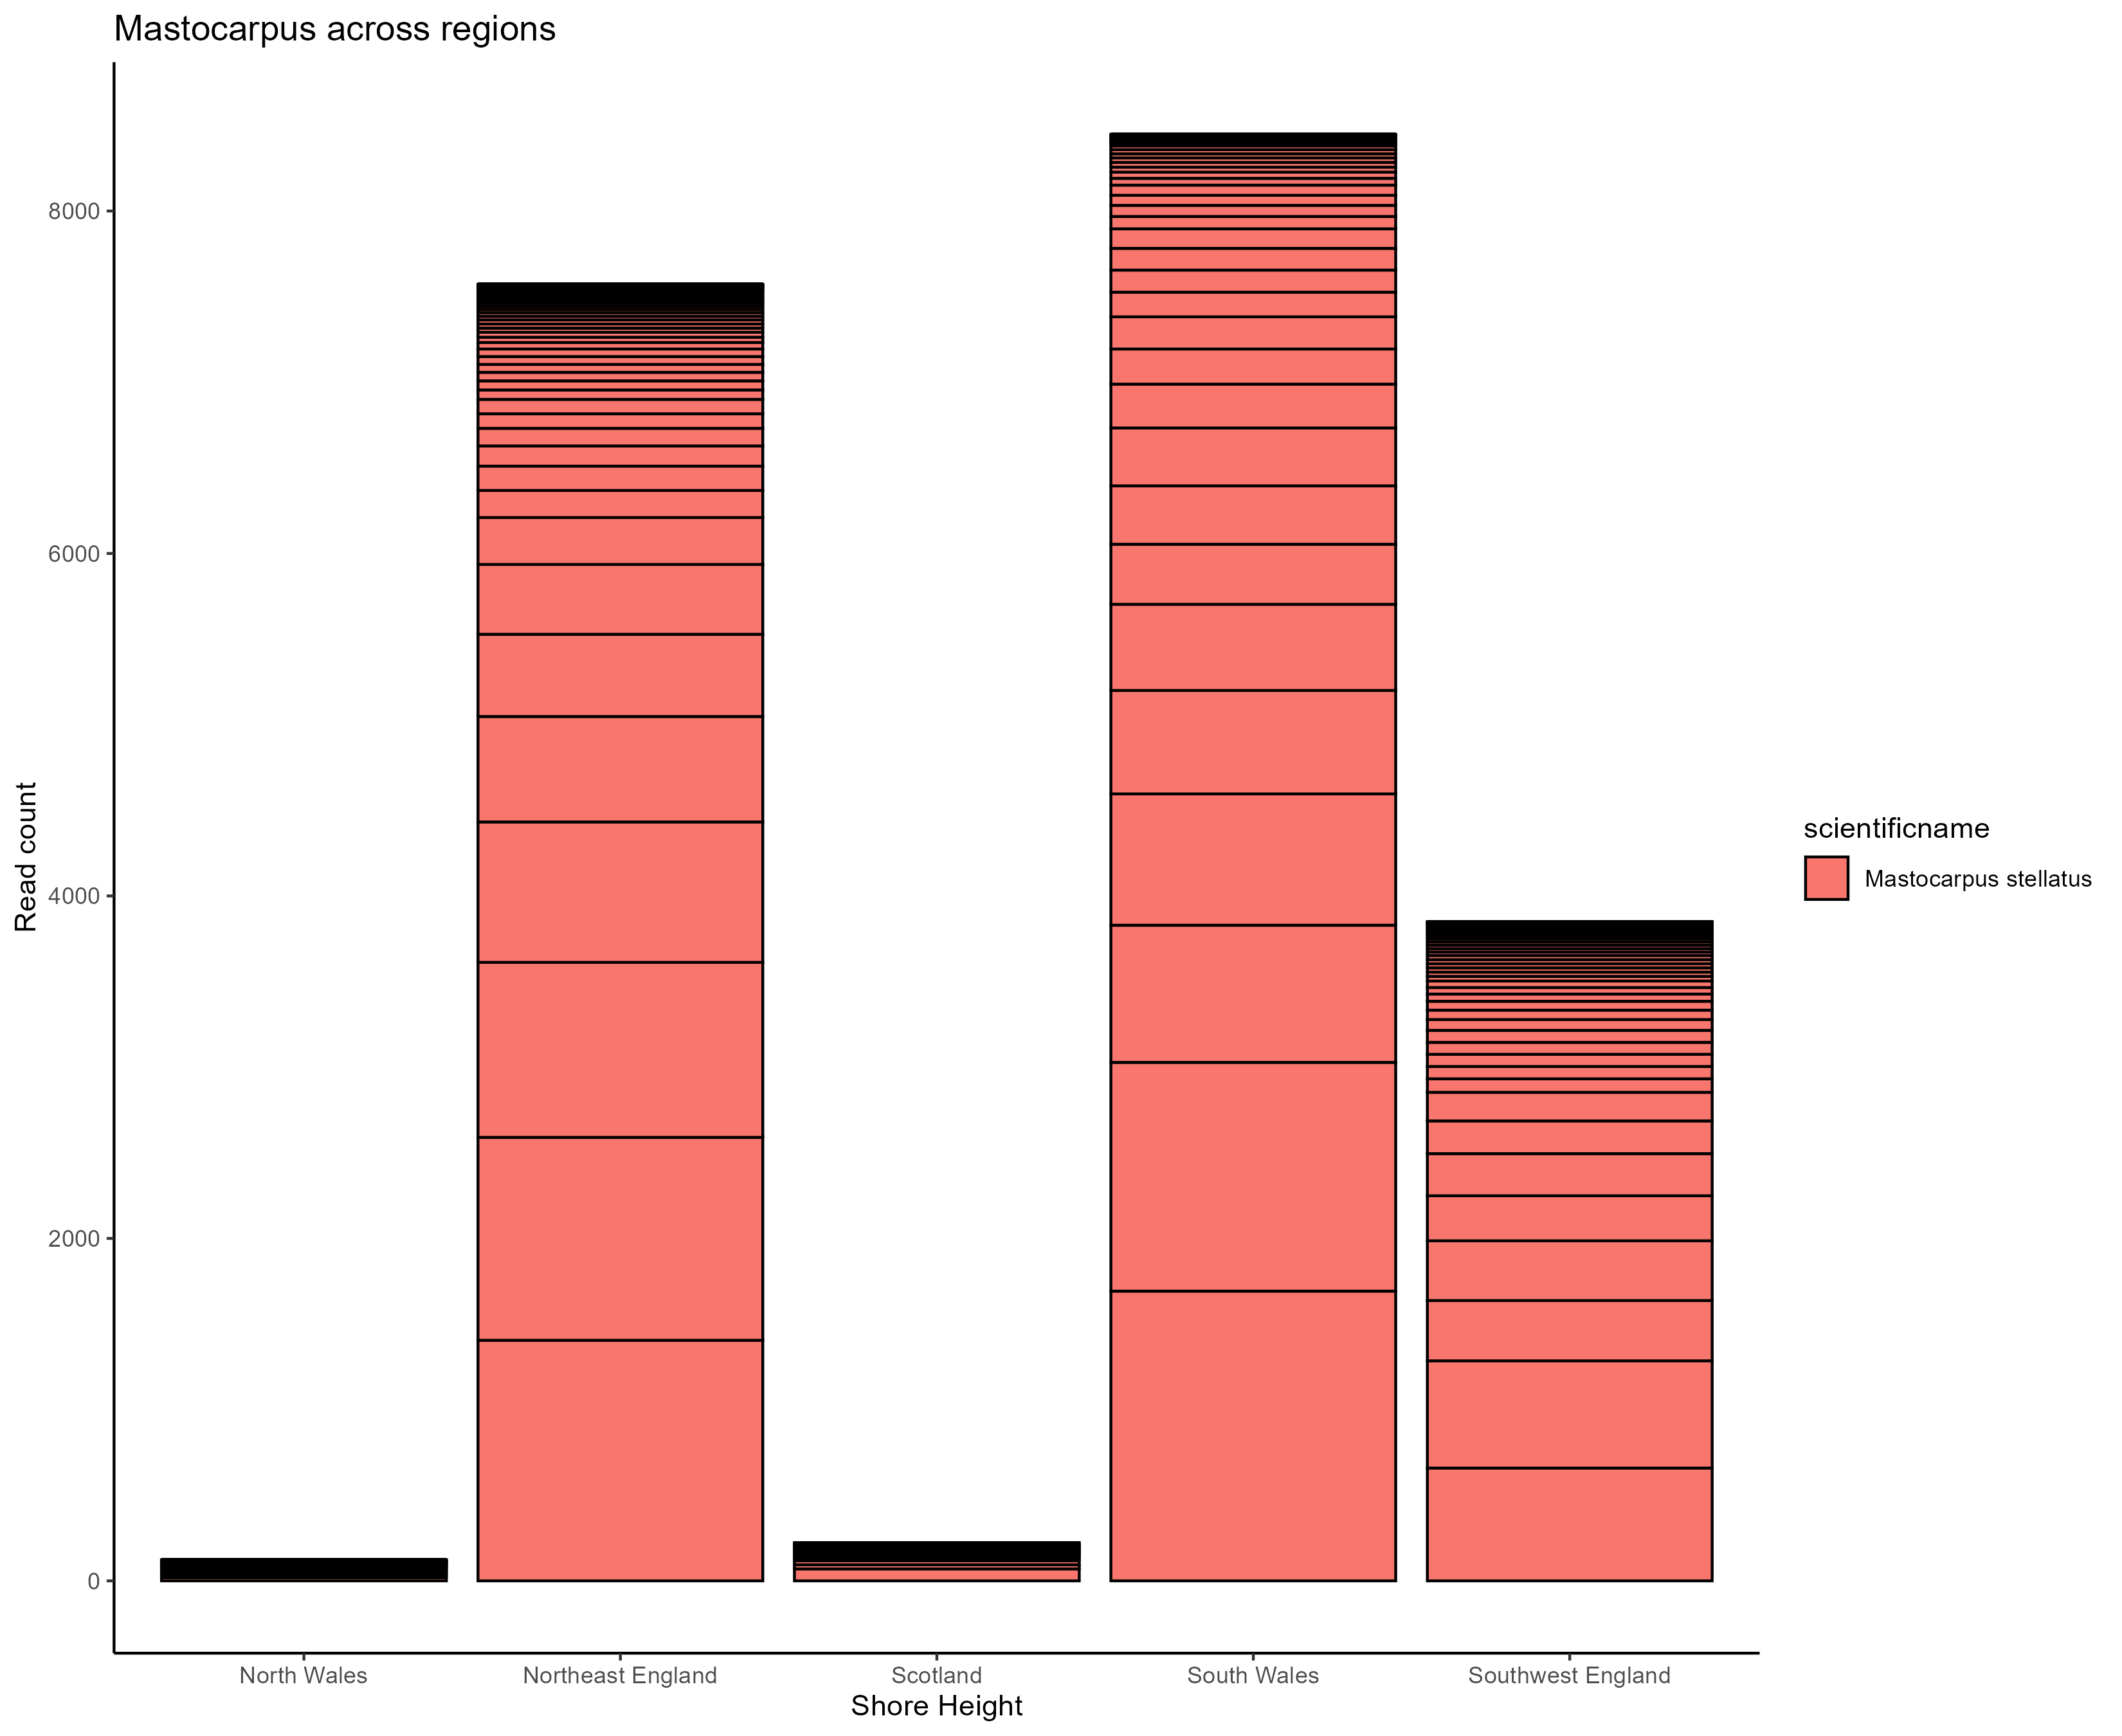 Mastocarpus across regions
Read count
8000
6000
4000
2000
0
North Wales
Northeast England
Scotland
South Wales
Southwest England
Shore Height
scientificname
Mastocarpus stellatus